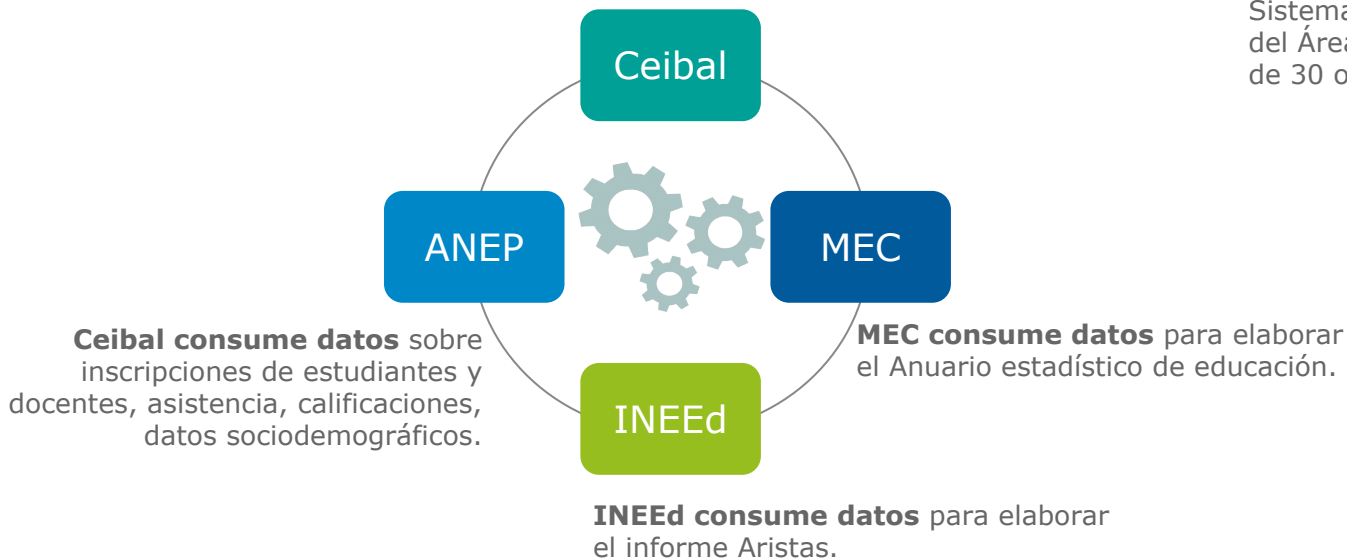 Sistema
del Área
de 30 o
Ceibal
ANEP
MEC
Ceibal consume datos sobre
inscripciones de estudiantes y
docentes, asistencia, calificaciones,
datos sociodemográficos.
MEC consume datos para elaborar
el Anuario estadístico de educación.
INEEd
INEEd consume datos para elaborar
el informe Aristas.